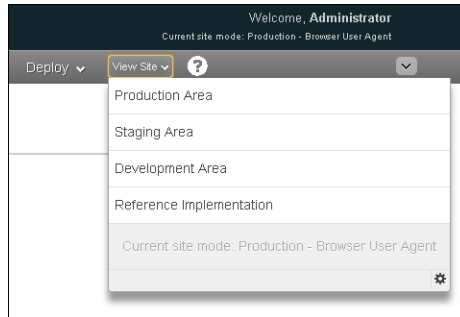 Welcome, Administrator
Current site mode: Production - Browser User Agent
Deploy View Site ?
Production Area
Staging Area
Development Area
Reference Implementation
Current site mode: Production - Browser User Agent